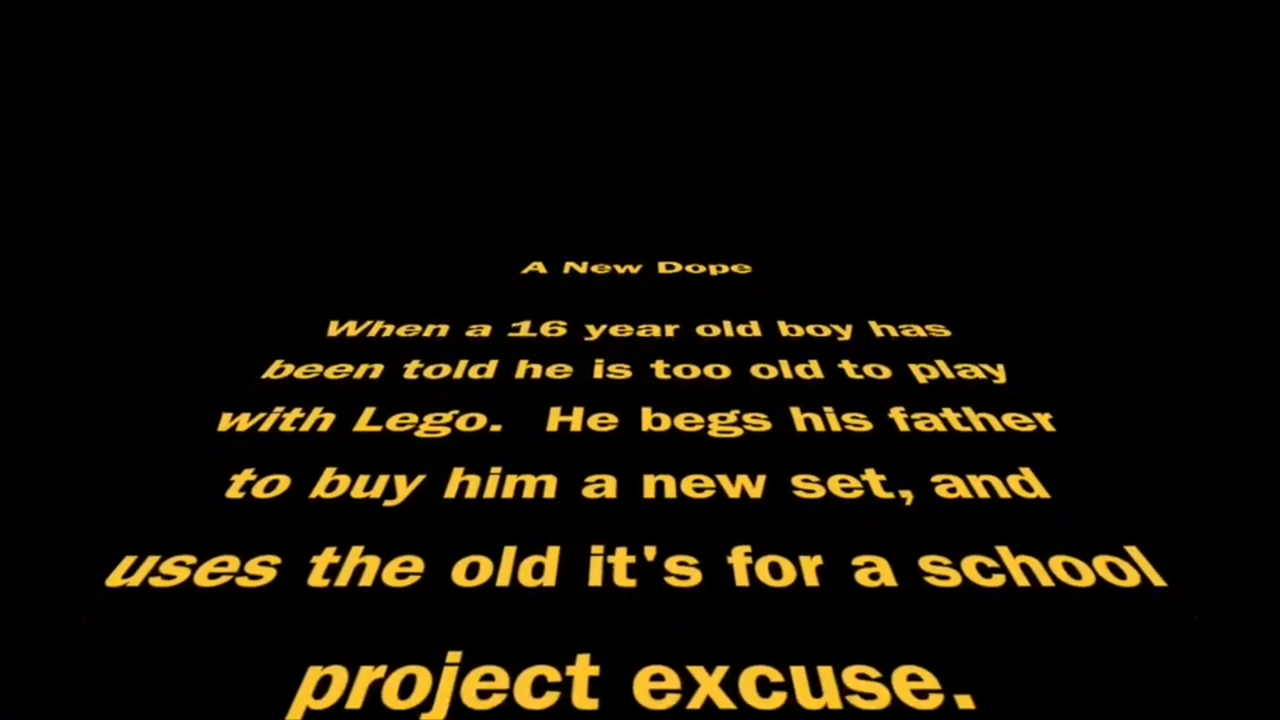 A New Dope
When a 16 year old boy has
been told he is too old to play
with Lego.  He begs his father
to buy him a new set, and
uses the old it's for a school
project excuse.